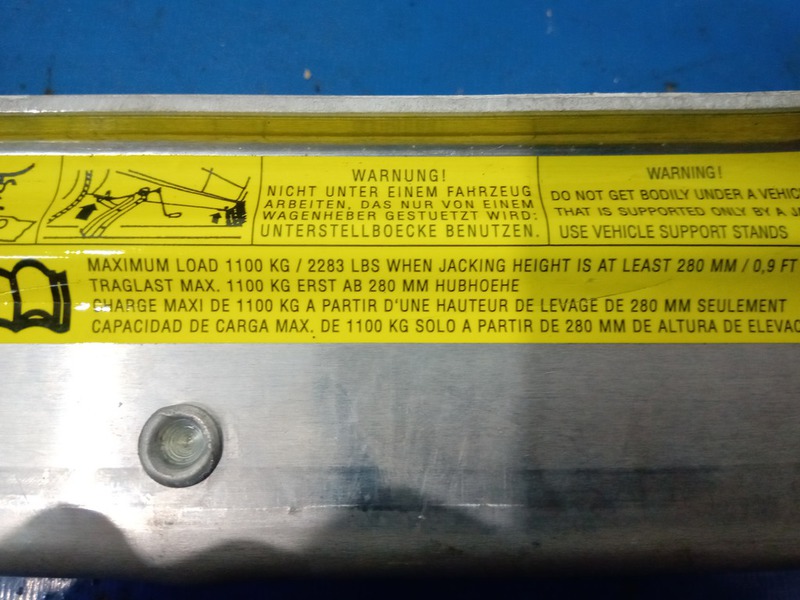 WARNUNG!
NICHT UNTER EINEM FAHRZEUG
ARBEITEN, DAS NUR VON EINEM
WAGENHEBER GESTUETZT WIRD:
UNTERSTELLBOECKE BENUTZEN.
WARNING!
DO NOT GET BODILY UNDER A VEHIC
THAT IS SUPPORTED ONLY BY A JA
USE VEHICLE SUPPORT STANDS
MAXIMUM LOAD 1100 KG / 2283 LBS WHEN JACKING HEIGHT IS AT LEAST 280 MM / 0,9 FT
TRAGLAST MAX. 1100 KG ERST AB 280 MM HUBHOEHE
CHARGE MAXI DE 1100 KG A PARTIR D'UNE HAUTEUR DE LEVAGE DE 280 MM SEULEMENT
CAPACIDAD DE CARGA MAX. DE 1100 KG SOLO A PARTIR DE 280 MM DE ALTURA DE ELEVAC